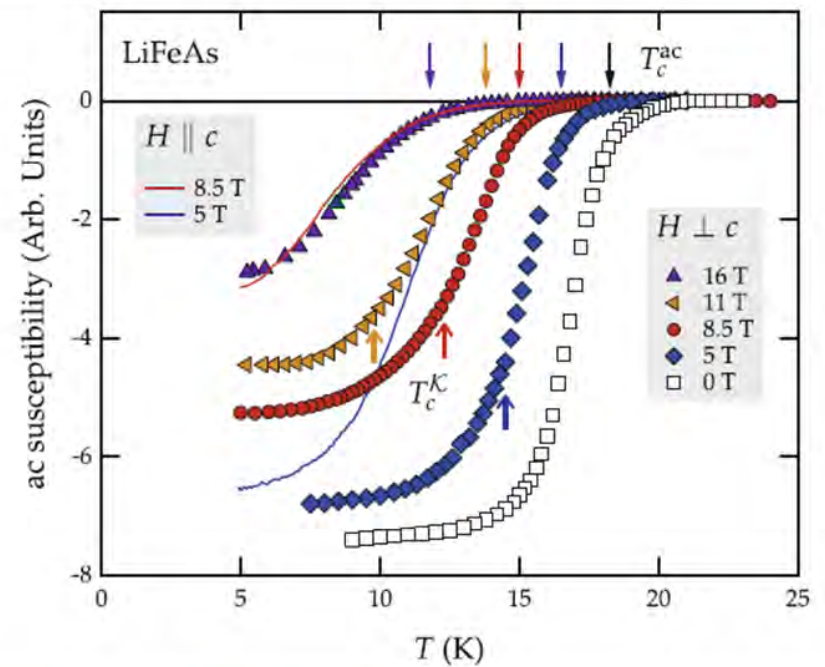 LiFeAs
T_c^ac
H ∥ c
8.5 T
5 T
H ⊥ c
16 T
11 T
8.5 T
5 T
0 T
T_c^K
ac susceptibility (Arb. Units)
0
-2
-4
-6
-8
0 5 10 15 20 25
T (K)